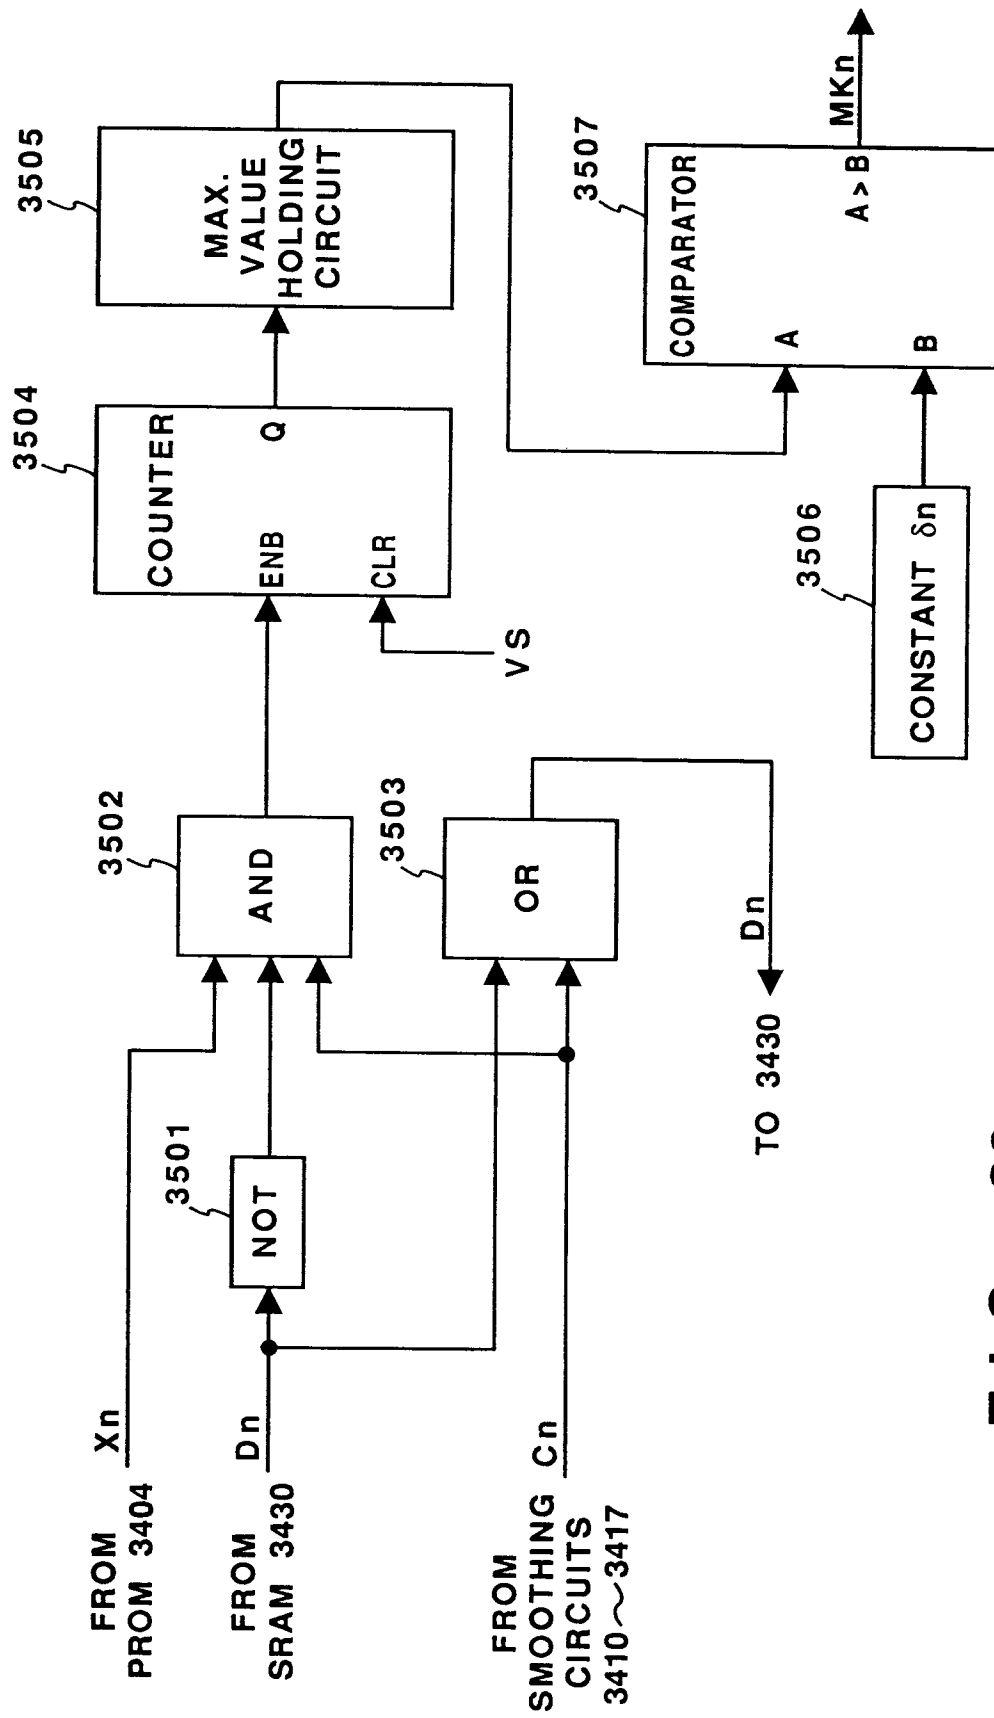 FROM
PROM 3404
Xn
FROM
SRAM 3430
Dn
FROM
SMOOTHING
CIRCUITS
3410~3417
Cn
3501
NOT
3502
AND
3503
OR
Dn
TO 3430
3504
COUNTER
ENB
Q
CLR
VS
3505
MAX.
VALUE
HOLDING
CIRCUIT
3506
CONSTANT δn
3507
COMPARATOR
A
B
A > B
MKn